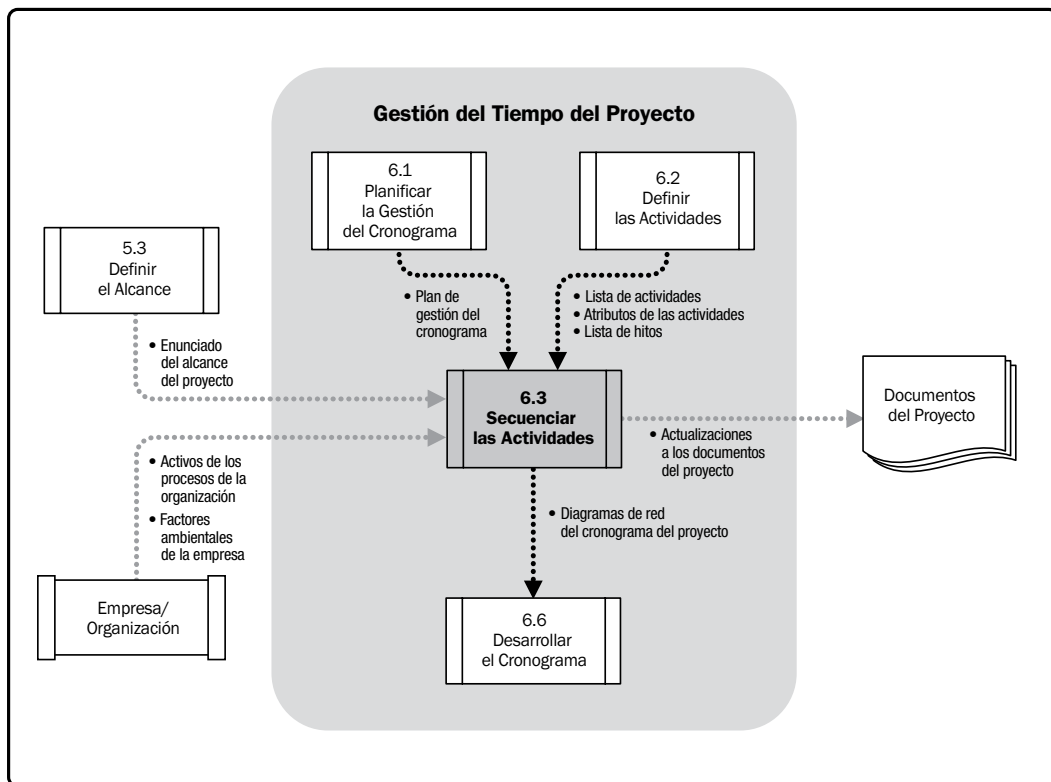 Gestión del Tiempo del Proyecto
6.1
Planificar
la Gestión
del Cronograma
6.2
Definir
las Actividades
5.3
Definir
el Alcance
• Plan de
gestión del
cronograma
• Lista de actividades
• Atributos de las actividades
• Lista de hitos
• Enunciado
del alcance
del proyecto
6.3
Secuenciar
las Actividades
Documentos
del Proyecto
• Actualizaciones
a los documentos
del proyecto
• Activos de los
procesos de la
organización
• Factores
ambientales
de la empresa
• Diagramas de red
del cronograma del proyecto
Empresa/
Organización
6.6
Desarrollar
el Cronograma